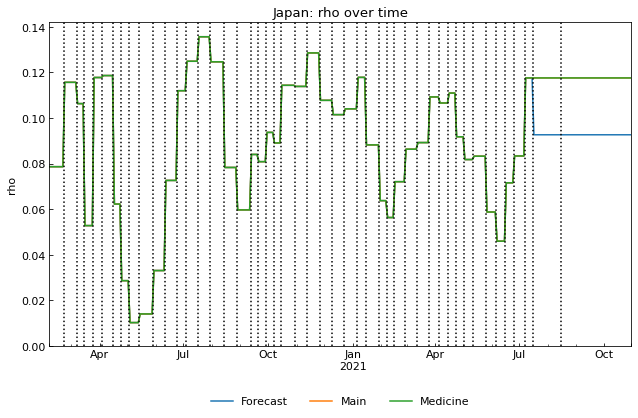 Japan: rho over time
0.14
0.12
0.10
0.08
0.06
0.04
0.02
0.00
rho
Apr Jul Oct Jan Apr Jul Oct
2021
Forecast Main Medicine